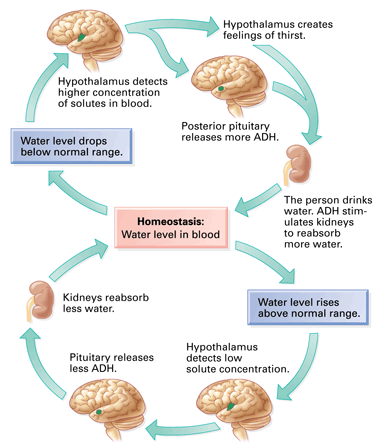 Hypothalamus creates
feelings of thirst.
Hypothalamus detects
higher concentration
of solutes in blood.
Posterior pituitary
releases more ADH.
Water level drops
below normal range.
The person drinks
water. ADH stim-
ulates kidneys
to reabsorb
more water.
Homeostasis:
Water level in blood
Kidneys reabsorb
less water.
Water level rises
above normal range.
Hypothalamus
detects low
solute concentration.
Pituitary releases
less ADH.